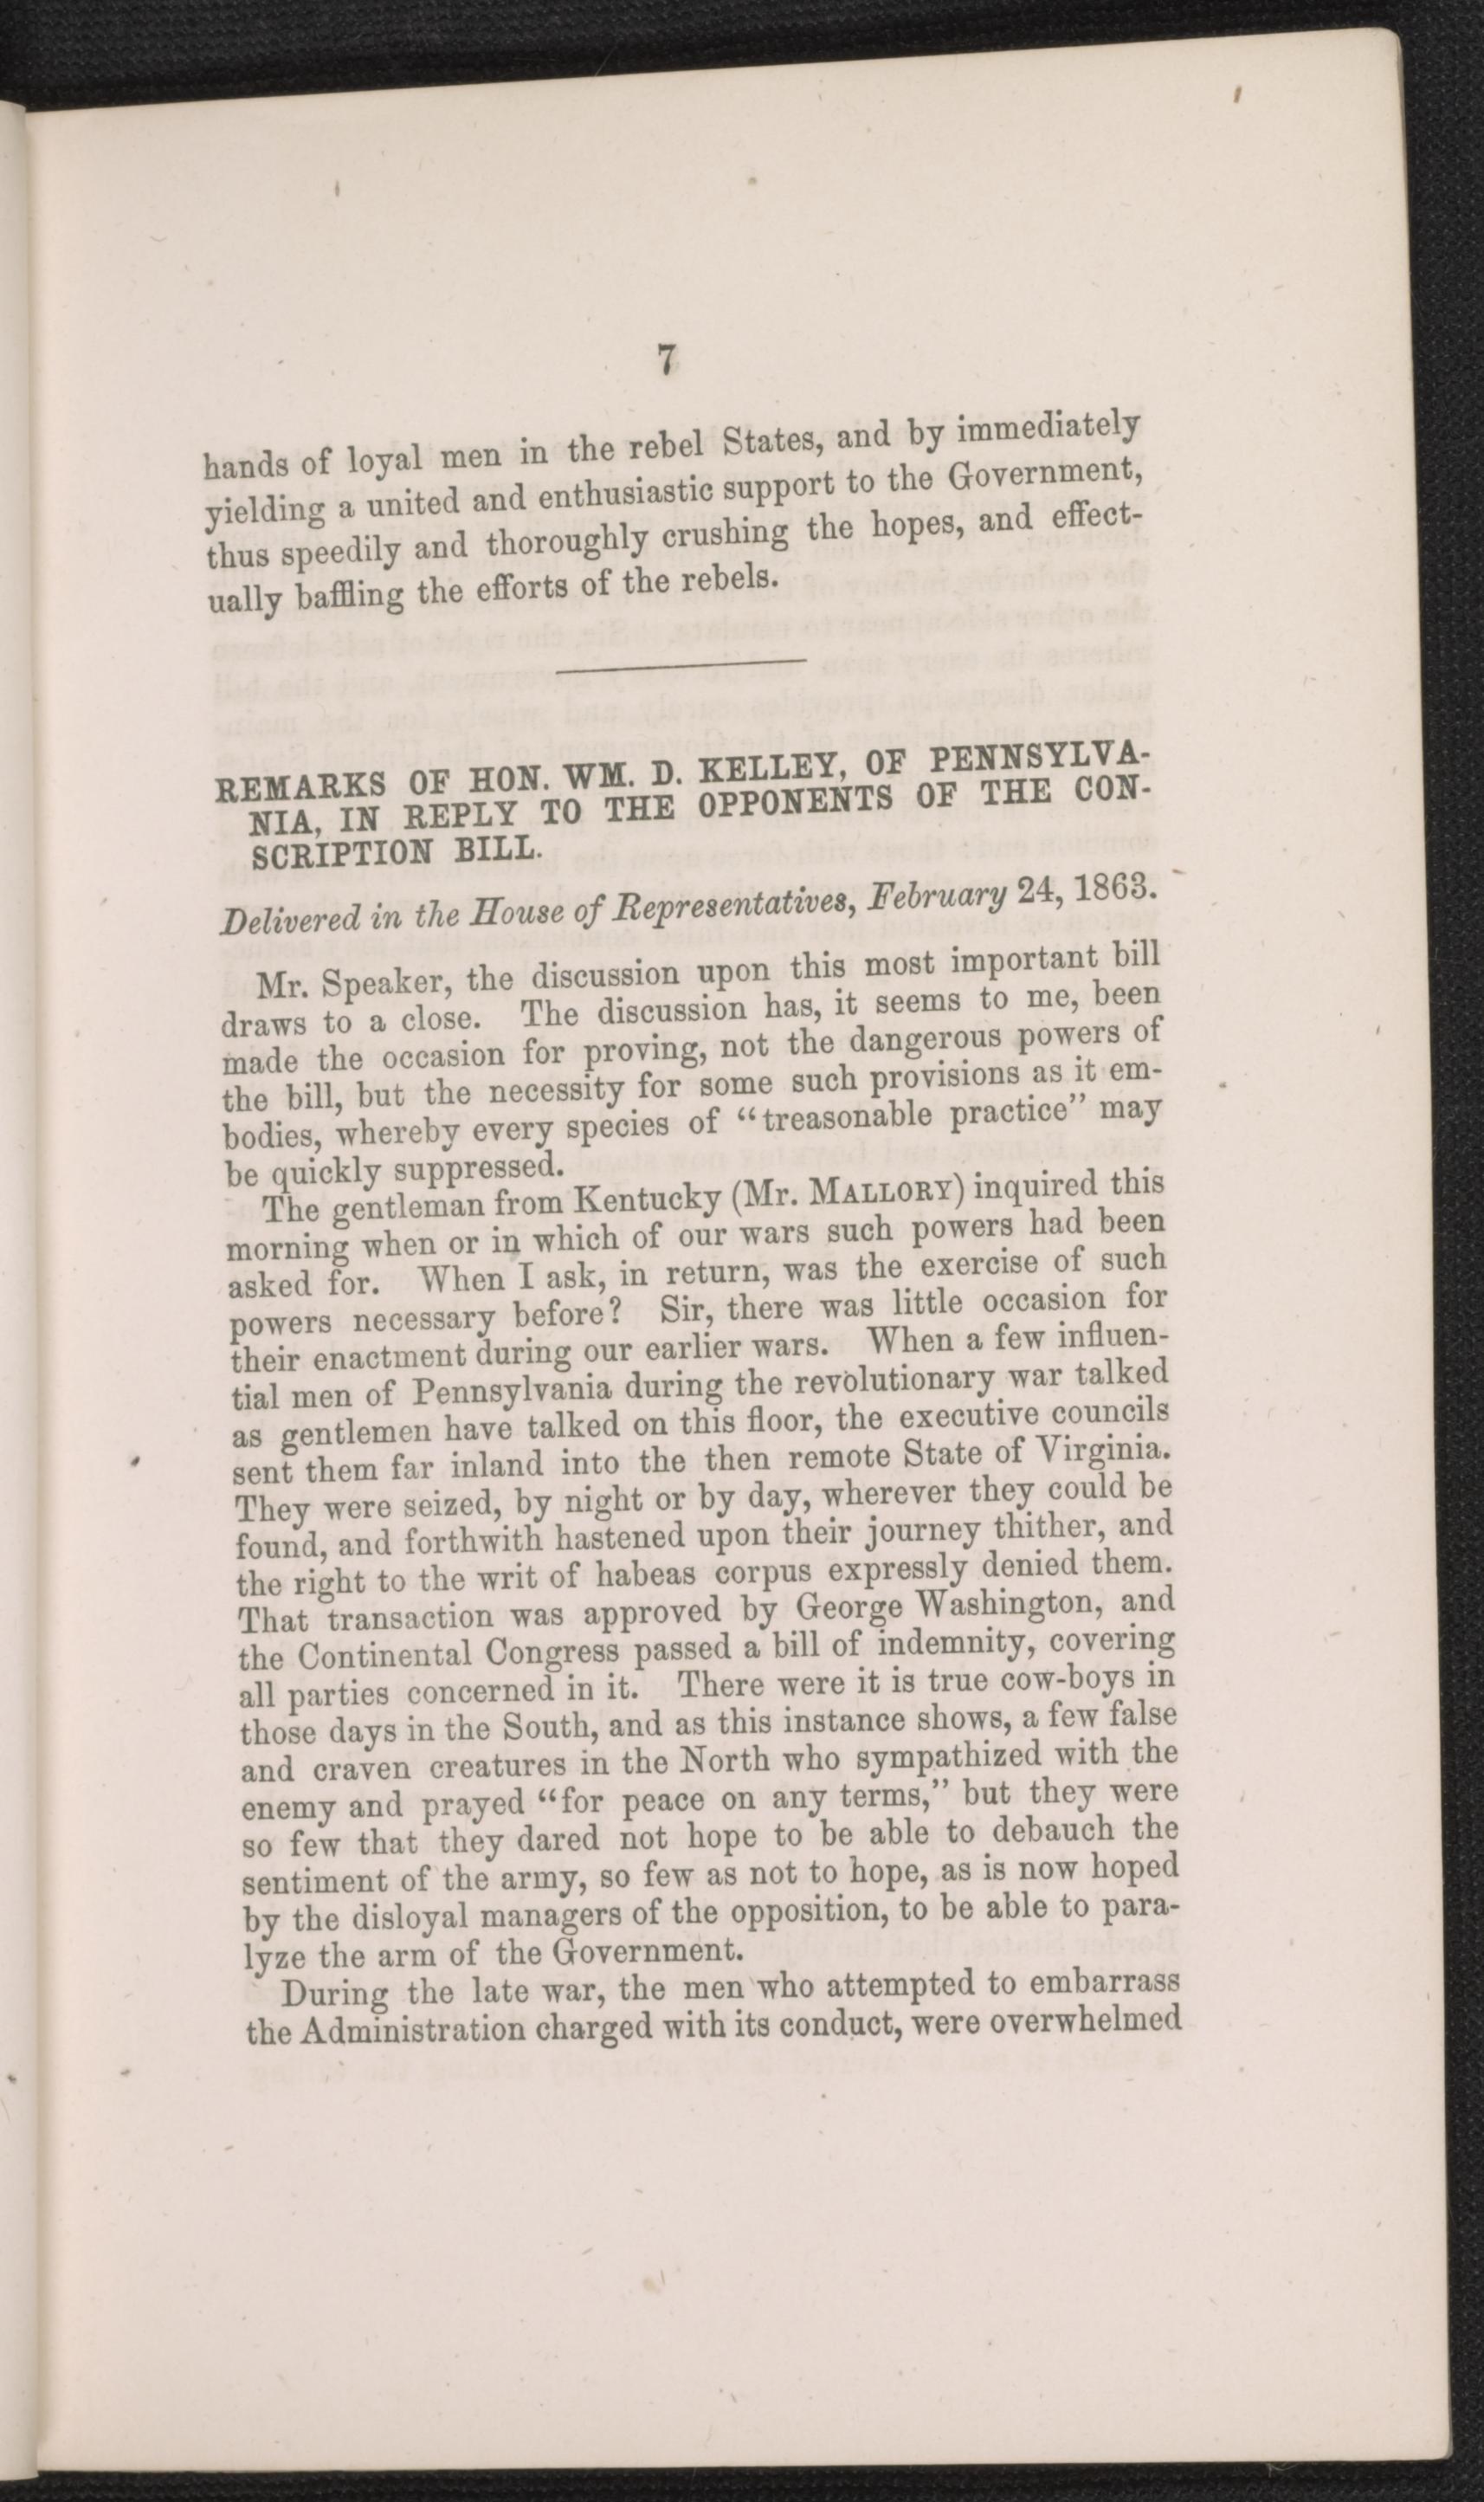 7
hands of loyal men in the rebel States, and by immediately
yielding a united and enthusiastic support to the Government,
thus speedily and thoroughly crushing the hopes, and effect-
ually baffling the efforts of the rebels.
REMARKS OF HON. WM. D. KELLEY, OF PENNSYLVA-
NIA, IN REPLY TO THE OPPONENTS OF THE CON-
SCRIPTION BILL.
Delivered in the House of Representatives, February 24, 1863.
Mr. Speaker, the discussion upon this most important bill
draws to a close. The discussion has, it seems to me, been
made the occasion for proving, not the dangerous powers of
the bill, but the necessity for some such provisions as it em-
bodies, whereby every species of “treasonable practice” may
be quickly suppressed.
The gentleman from Kentucky (Mr. MALLORY) inquired this
morning when or in which of our wars such powers had been
asked for. When I ask, in return, was the exercise of such
powers necessary before? Sir, there was little occasion for
their enactment during our earlier wars. When a few influen-
tial men of Pennsylvania during the revolutionary war talked
as gentlemen have talked on this floor, the executive councils
sent them far inland into the then remote State of Virginia.
They were seized, by night or by day, wherever they could be
found, and forthwith hastened upon their journey thither, and
the right to the writ of habeas corpus expressly denied them.
That transaction was approved by George Washington, and
the Continental Congress passed a bill of indemnity, covering
all parties concerned in it. There were it is true cow-boys in
those days in the South, and as this instance shows, a few false
and craven creatures in the North who sympathized with the
enemy and prayed “for peace on any terms,” but they were
so few that they dared not hope to be able to debauch the
sentiment of the army, so few as not to hope, as is now hoped
by the disloyal managers of the opposition, to be able to para-
lyze the arm of the Government.
During the late war, the men who attempted to embarrass
the Administration charged with its conduct, were overwhelmed